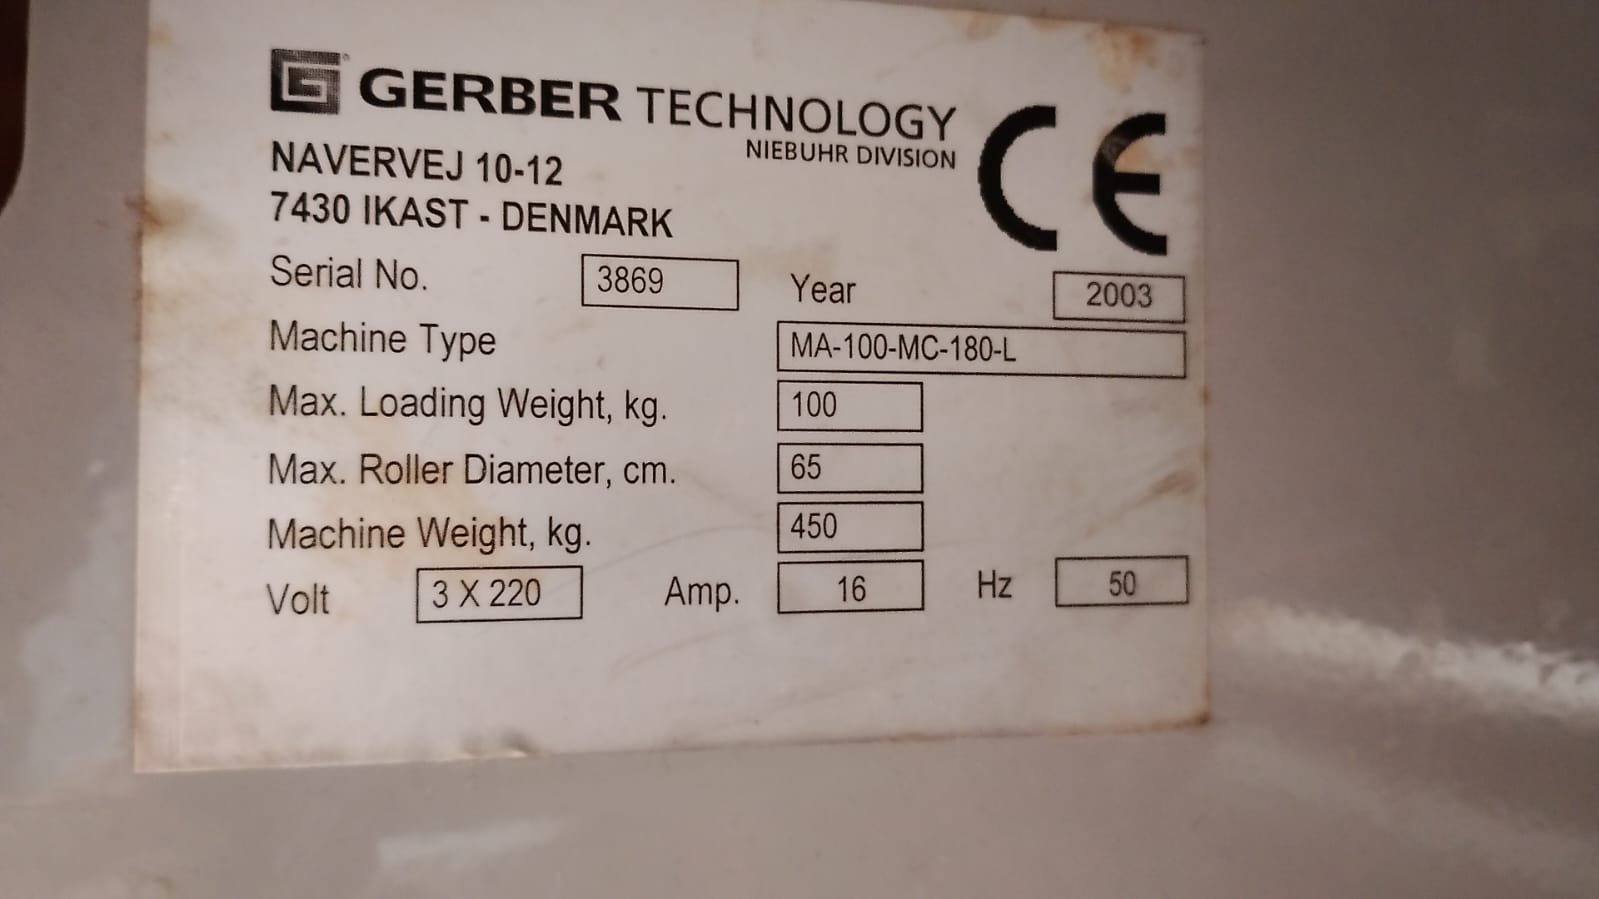 GERBER TECHNOLOGY
NIEBUHR DIVISION
CE
NAVERVEJ 10-12
7430 IKAST - DENMARK
Serial No. 3869 Year 2003
Machine Type MA-100-MC-180-L
Max. Loading Weight, kg. 100
Max. Roller Diameter, cm. 65
Machine Weight, kg. 450
Volt 3 X 220 Amp. 16 Hz 50